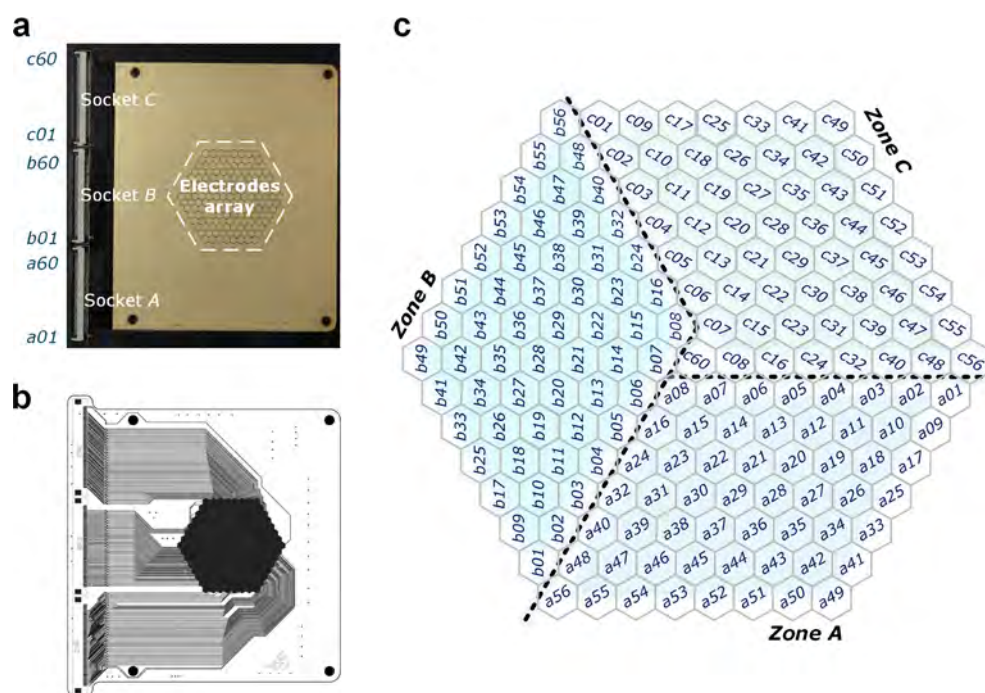 a
c60
Socket C
c01
b60
Socket B
b01
a60
Socket A
a01
Electrodes
array
b
c
Zone C
Zone B
Zone A
b56 c01 c09 c17 c25 c33 c41 c49
b55 b48 c02 c10 c18 c26 c34 c42 c50
b54 b47 b40 c03 c11 c19 c27 c35 c43 c51
b53 b46 b39 b32 c04 c12 c20 c28 c36 c44 c52
b52 b45 b38 b31 b24 c05 c13 c21 c29 c37 c45 c53
b51 b44 b37 b30 b23 b16 c06 c14 c22 c30 c38 c46 c54
b50 b43 b36 b29 b22 b15 b08 c07 c15 c23 c31 c39 c47 c55
b49 b42 b35 b28 b21 b14 b07 c60 c08 c16 c24 c32 c40 c48 c56
b41 b34 b27 b20 b13 b06 a08 a07 a06 a05 a04 a03 a02 a01
b33 b26 b19 b12 b05 a16 a15 a14 a13 a12 a11 a10 a09
b25 b18 b11 b04 a24 a23 a22 a21 a20 a19 a18 a17
b17 b10 b03 a32 a31 a30 a29 a28 a27 a26 a25
b09 b02 a40 a39 a38 a37 a36 a35 a34 a33
b01 a48 a47 a46 a45 a44 a43 a42 a41
a56 a55 a54 a53 a52 a51 a50 a49